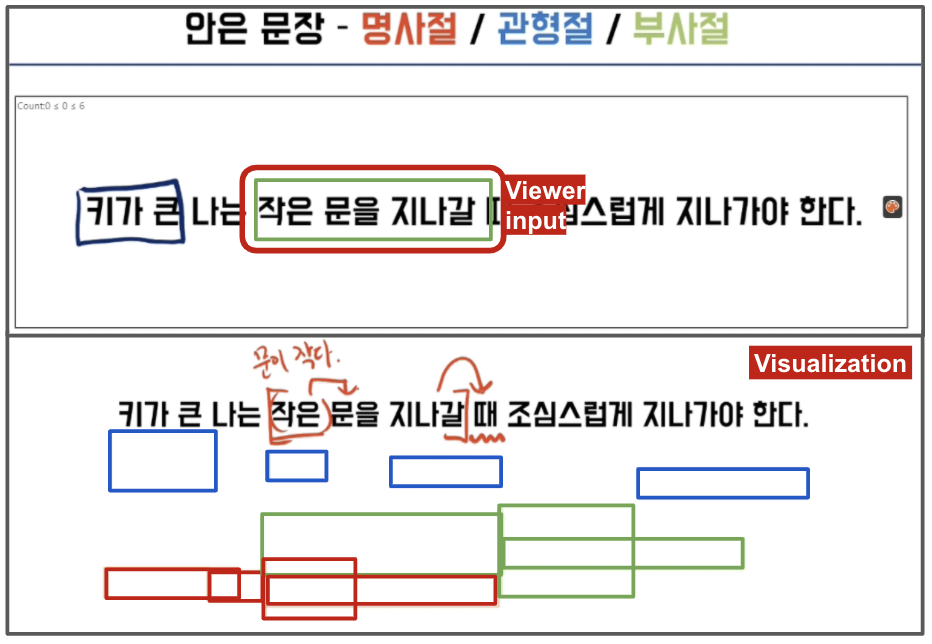 안은 문장 - 명사절 / 관형절 / 부사절
Count:0 ≤ 0 ≤ 6
키가 큰 나는 작은 문을 지나갈 심스럽게 지나가야 한다.
Viewer
input
문이 작다.
Visualization
키가 큰 나는 작은 문을 지나갈 때 조심스럽게 지나가야 한다.